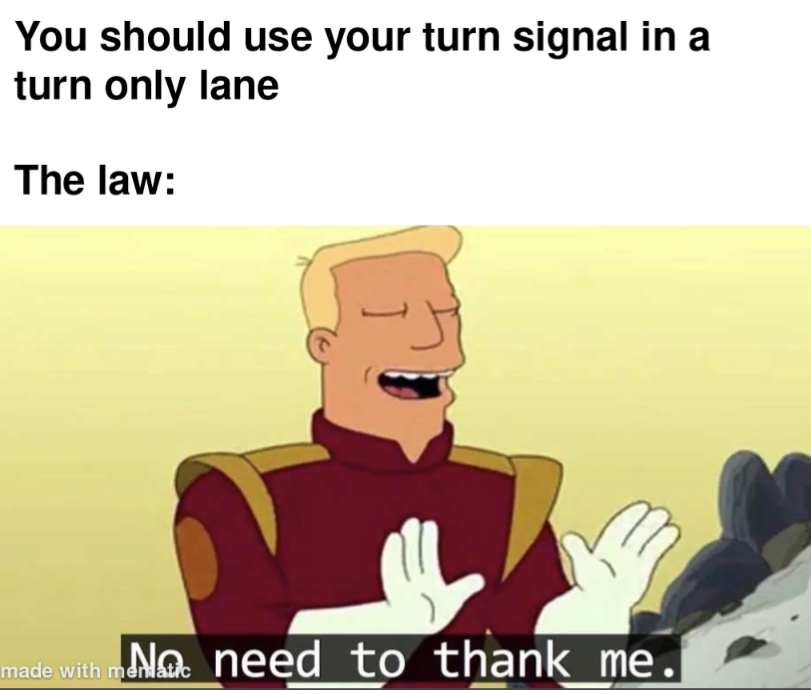 You should use your turn signal in a
turn only lane
The law:
No need to thank me.
made with mematic